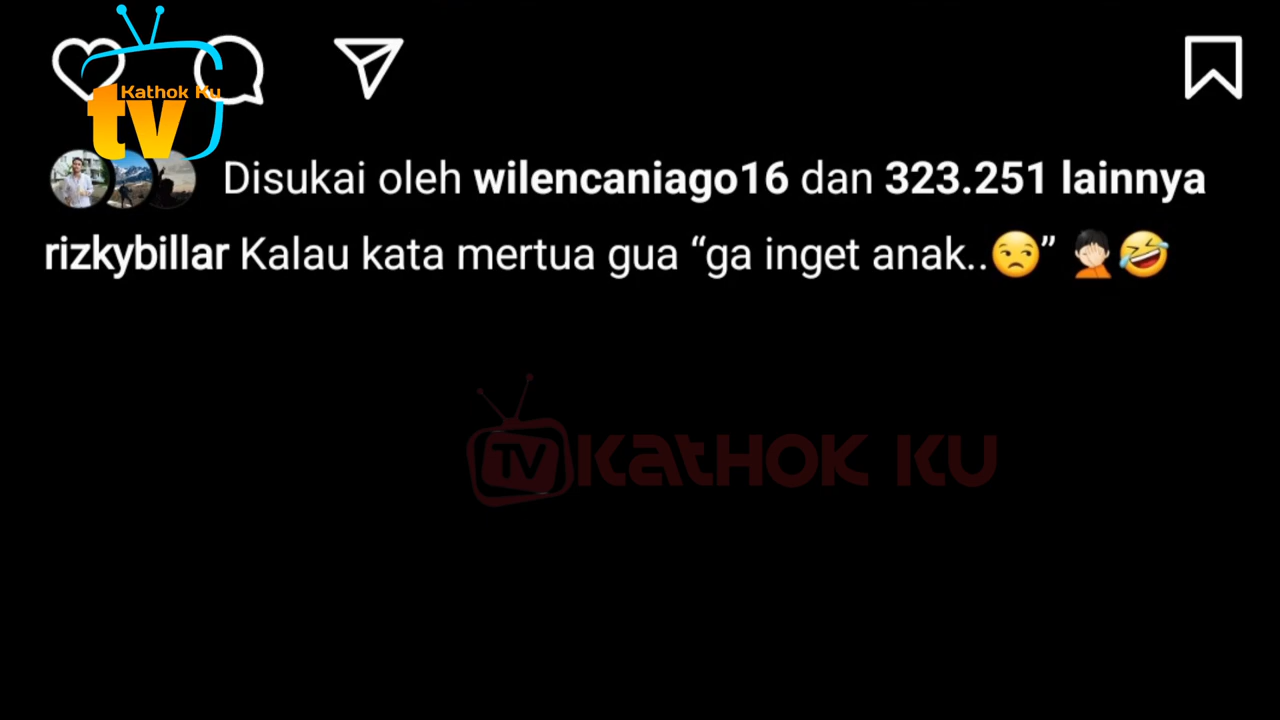 Kathok Ku
tv
Disukai oleh wilencaniago16 dan 323.251 lainnya
rizkybillar Kalau kata mertua gua “ga inget anak..😒” 🤦🏻🤣
TV KATHOK KU